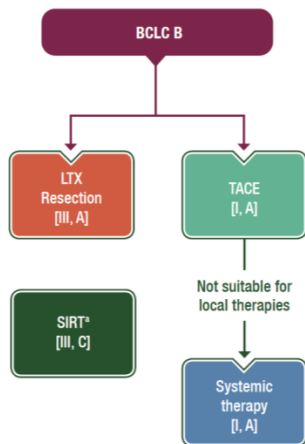 BCLC B
LTX
Resection
[III, A]
TACE
[I, A]
Not suitable for
local therapies
SIRTᵃ
[III, C]
Systemic
therapy
[I, A]